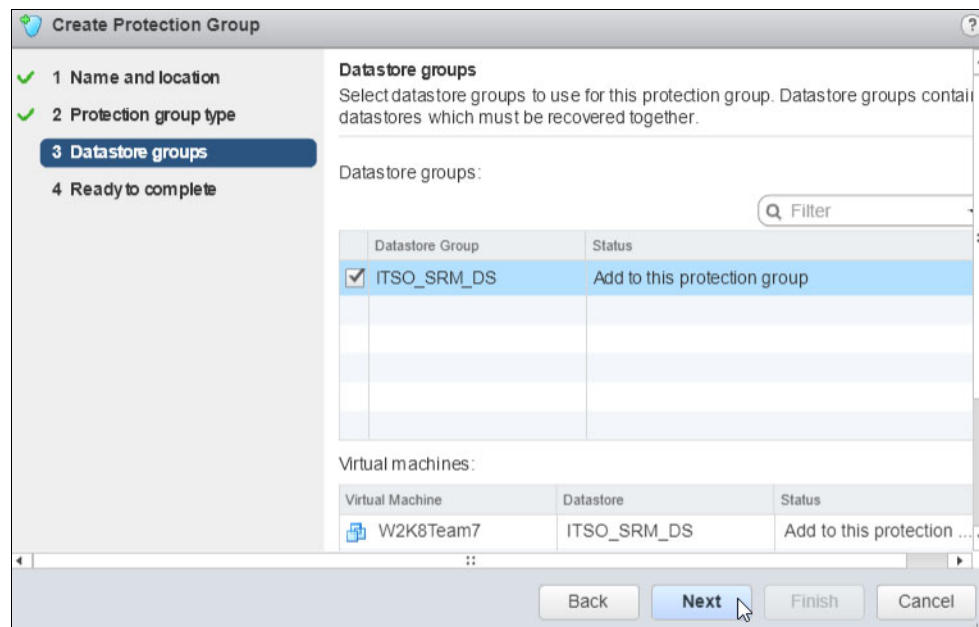 Create Protection Group
?
1 Name and location
2 Protection group type
3 Datastore groups
4 Ready to complete
Datastore groups
Select datastore groups to use for this protection group. Datastore groups contain
datastores which must be recovered together.
Datastore groups:
Filter
Datastore Group Status
ITSO_SRM_DS Add to this protection group
Virtual machines:
Virtual Machine Datastore Status
W2K8Team7 ITSO_SRM_DS Add to this protection ...
Back Next Finish Cancel